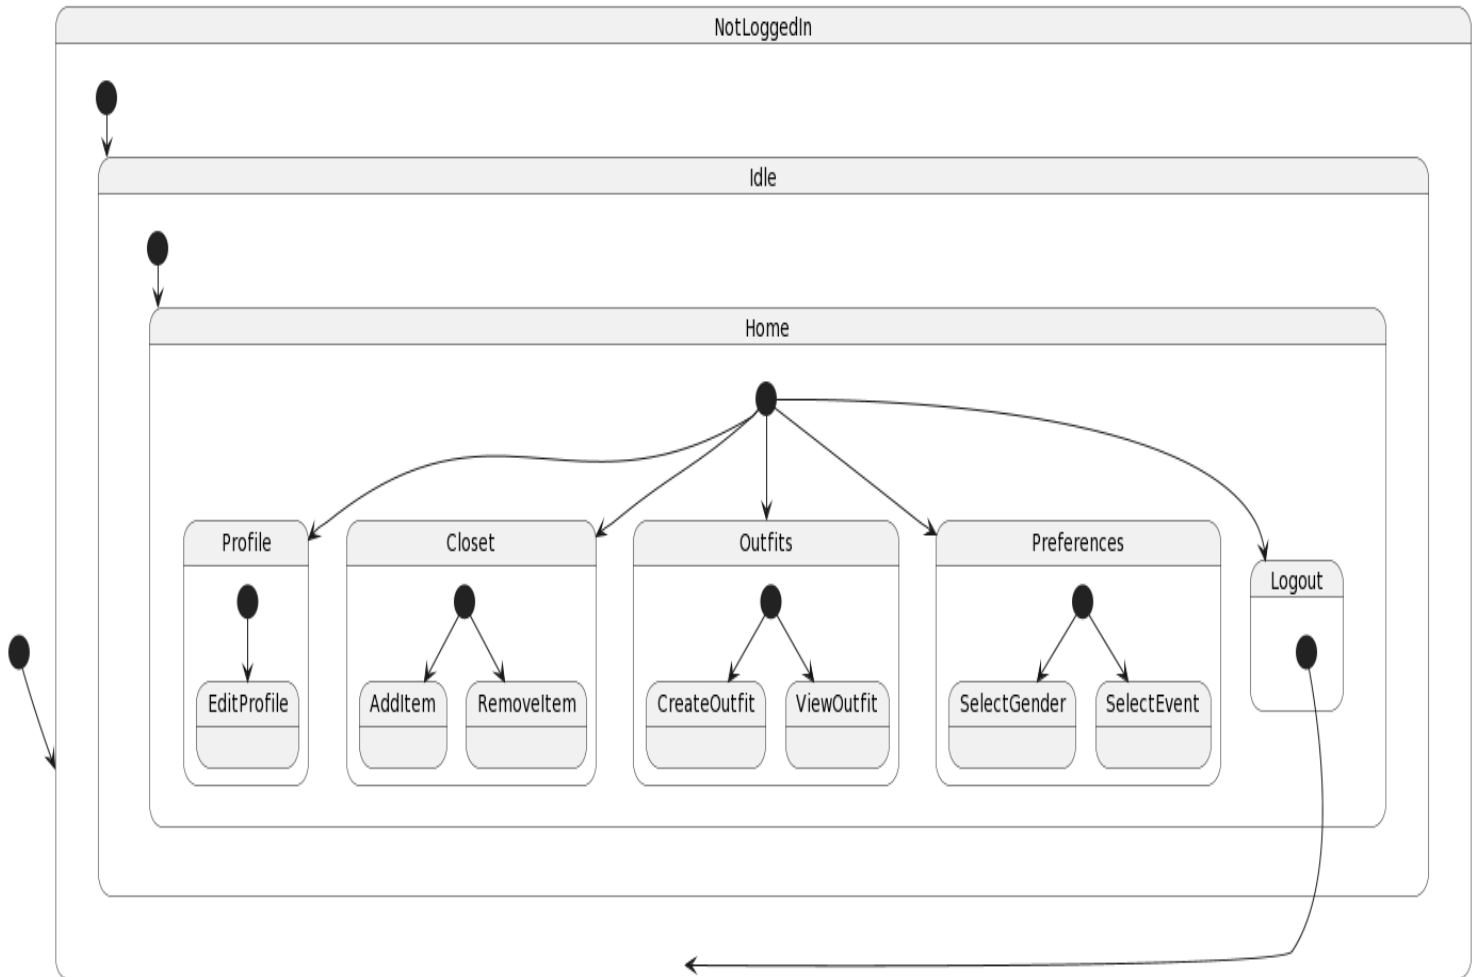 NotLoggedIn
Idle
Home
Profile
Closet
Outfits
Preferences
Logout
EditProfile
AddItem
RemoveItem
CreateOutfit
ViewOutfit
SelectGender
SelectEvent